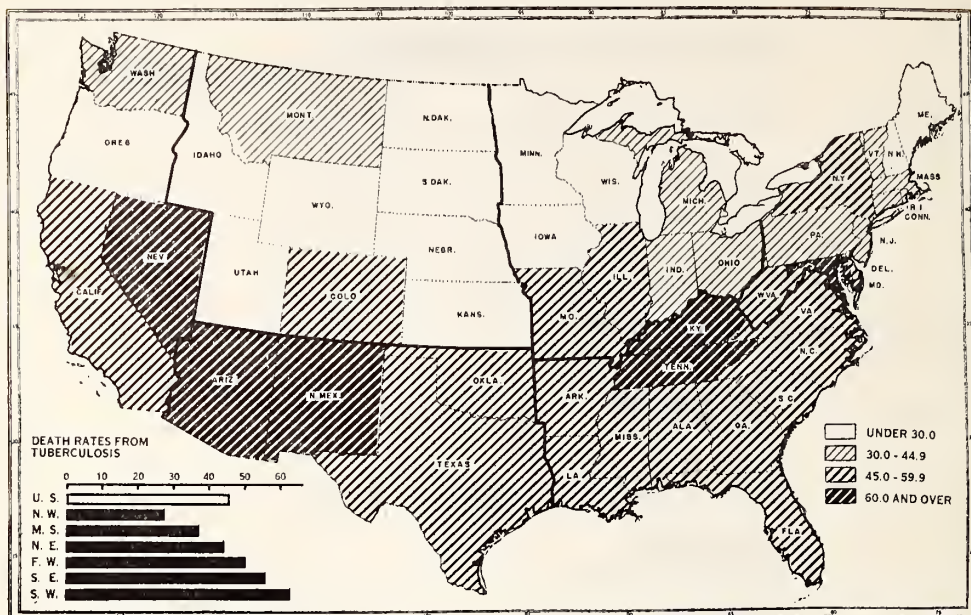 WASH
MONT.
N.DAK.
MINN.
ME.
OREG
IDAHO
S DAK.
WIS.
MICH.
N.Y.
VT.
N H.
MASS
R I
CONN.
WYO.
NEBR.
IOWA
PA.
N.J.
NEV
UTAH
COLO
KANS.
ILL.
IND.
OHIO
DEL.
MD.
CALIF.
MO.
W VA.
VA.
KY.
N.C.
ARIZ
N.MEX.
OKLA.
ARK.
TENN.
S C
TEXAS
LA.
MISS.
ALA.
GA.
FLA.
DEATH RATES FROM
TUBERCULOSIS
0 10 20 30 40 50 60
U. S.
N. W.
M. S.
N. E.
F. W.
S. E.
S. W.
UNDER 30.0
30.0 - 44.9
45.0 - 59.9
60.0 AND OVER